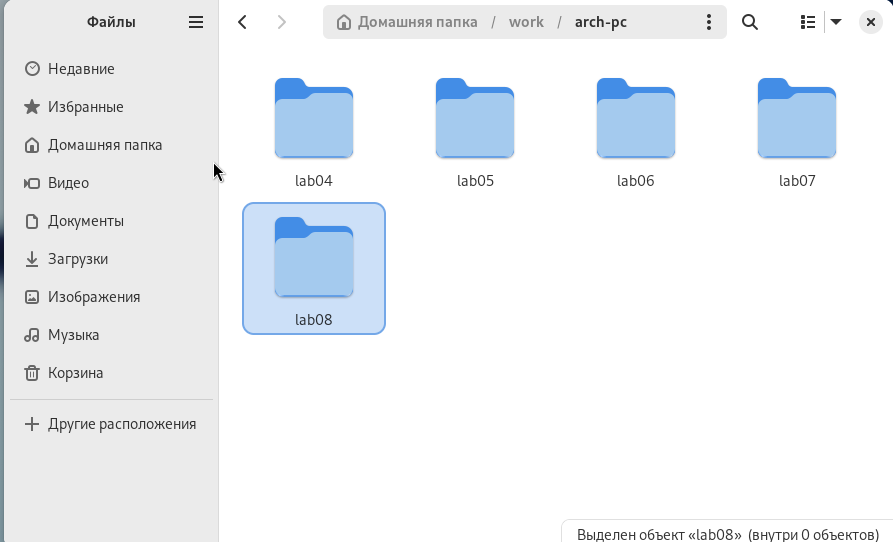 Файлы
Домашняя папка / work / arch-pc
Недавние
Избранные
Домашняя папка
Видео
Документы
Загрузки
Изображения
Музыка
Корзина
Другие расположения
lab04 lab05 lab06 lab07
lab08
Выделен объект «lab08» (внутри 0 объектов)